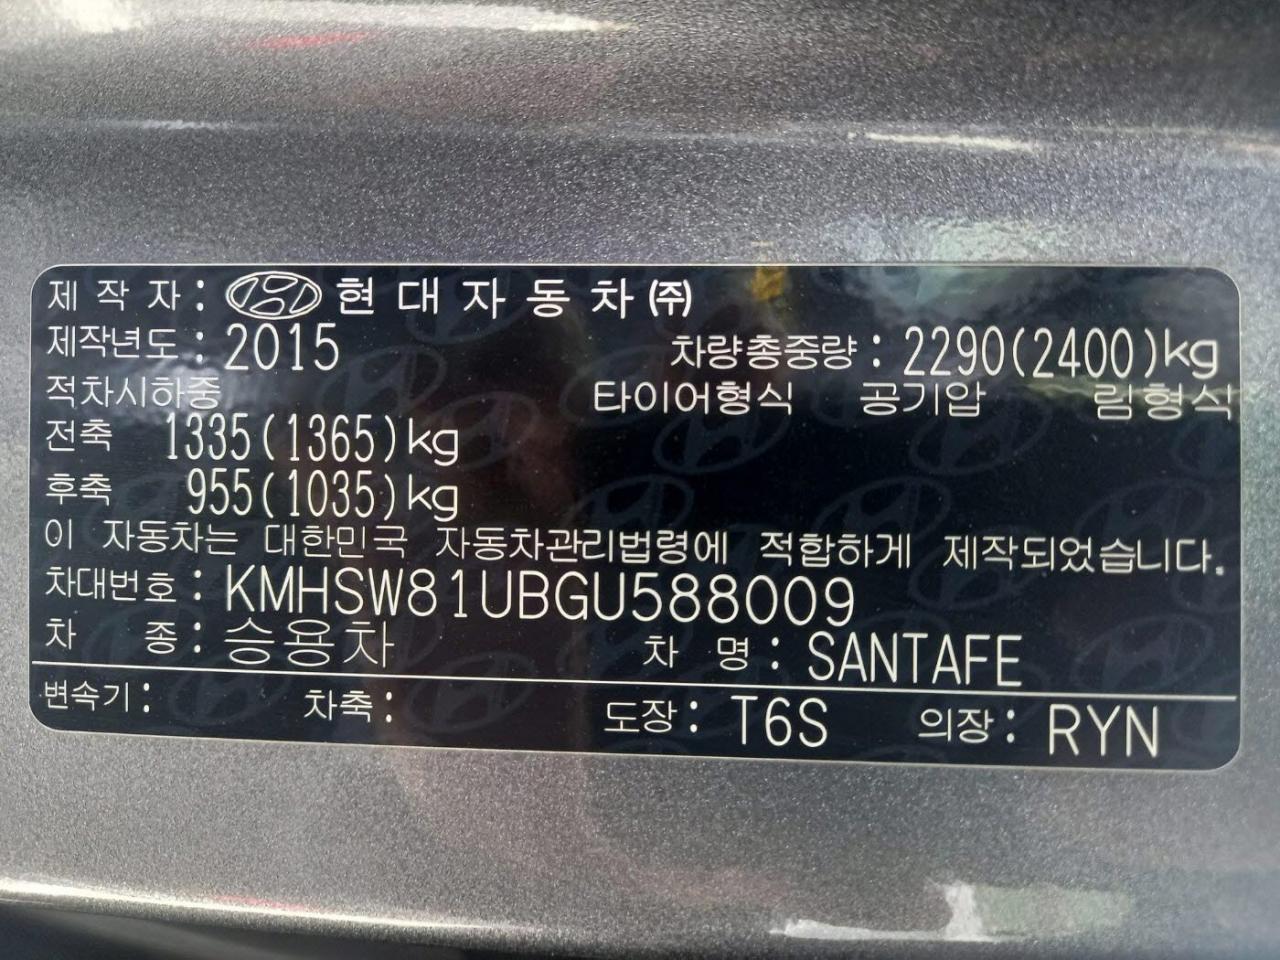 제 작 자 : 현 대 자 동 차 ㈜
제작년도 : 2015 차량총중량 : 2290(2400)kg
적차시하중 타이어형식 공기압 림형식
전축 1335(1365)kg
후축 955(1035)kg
이 자동차는 대한민국 자동차관리법령에 적합하게 제작되었습니다.
차대번호 : KMHSW81UBGU588009
차 종 : 승용차 차 명 : SANTAFE
변속기 : 차축 : 도장 : T6S 의장 : RYN